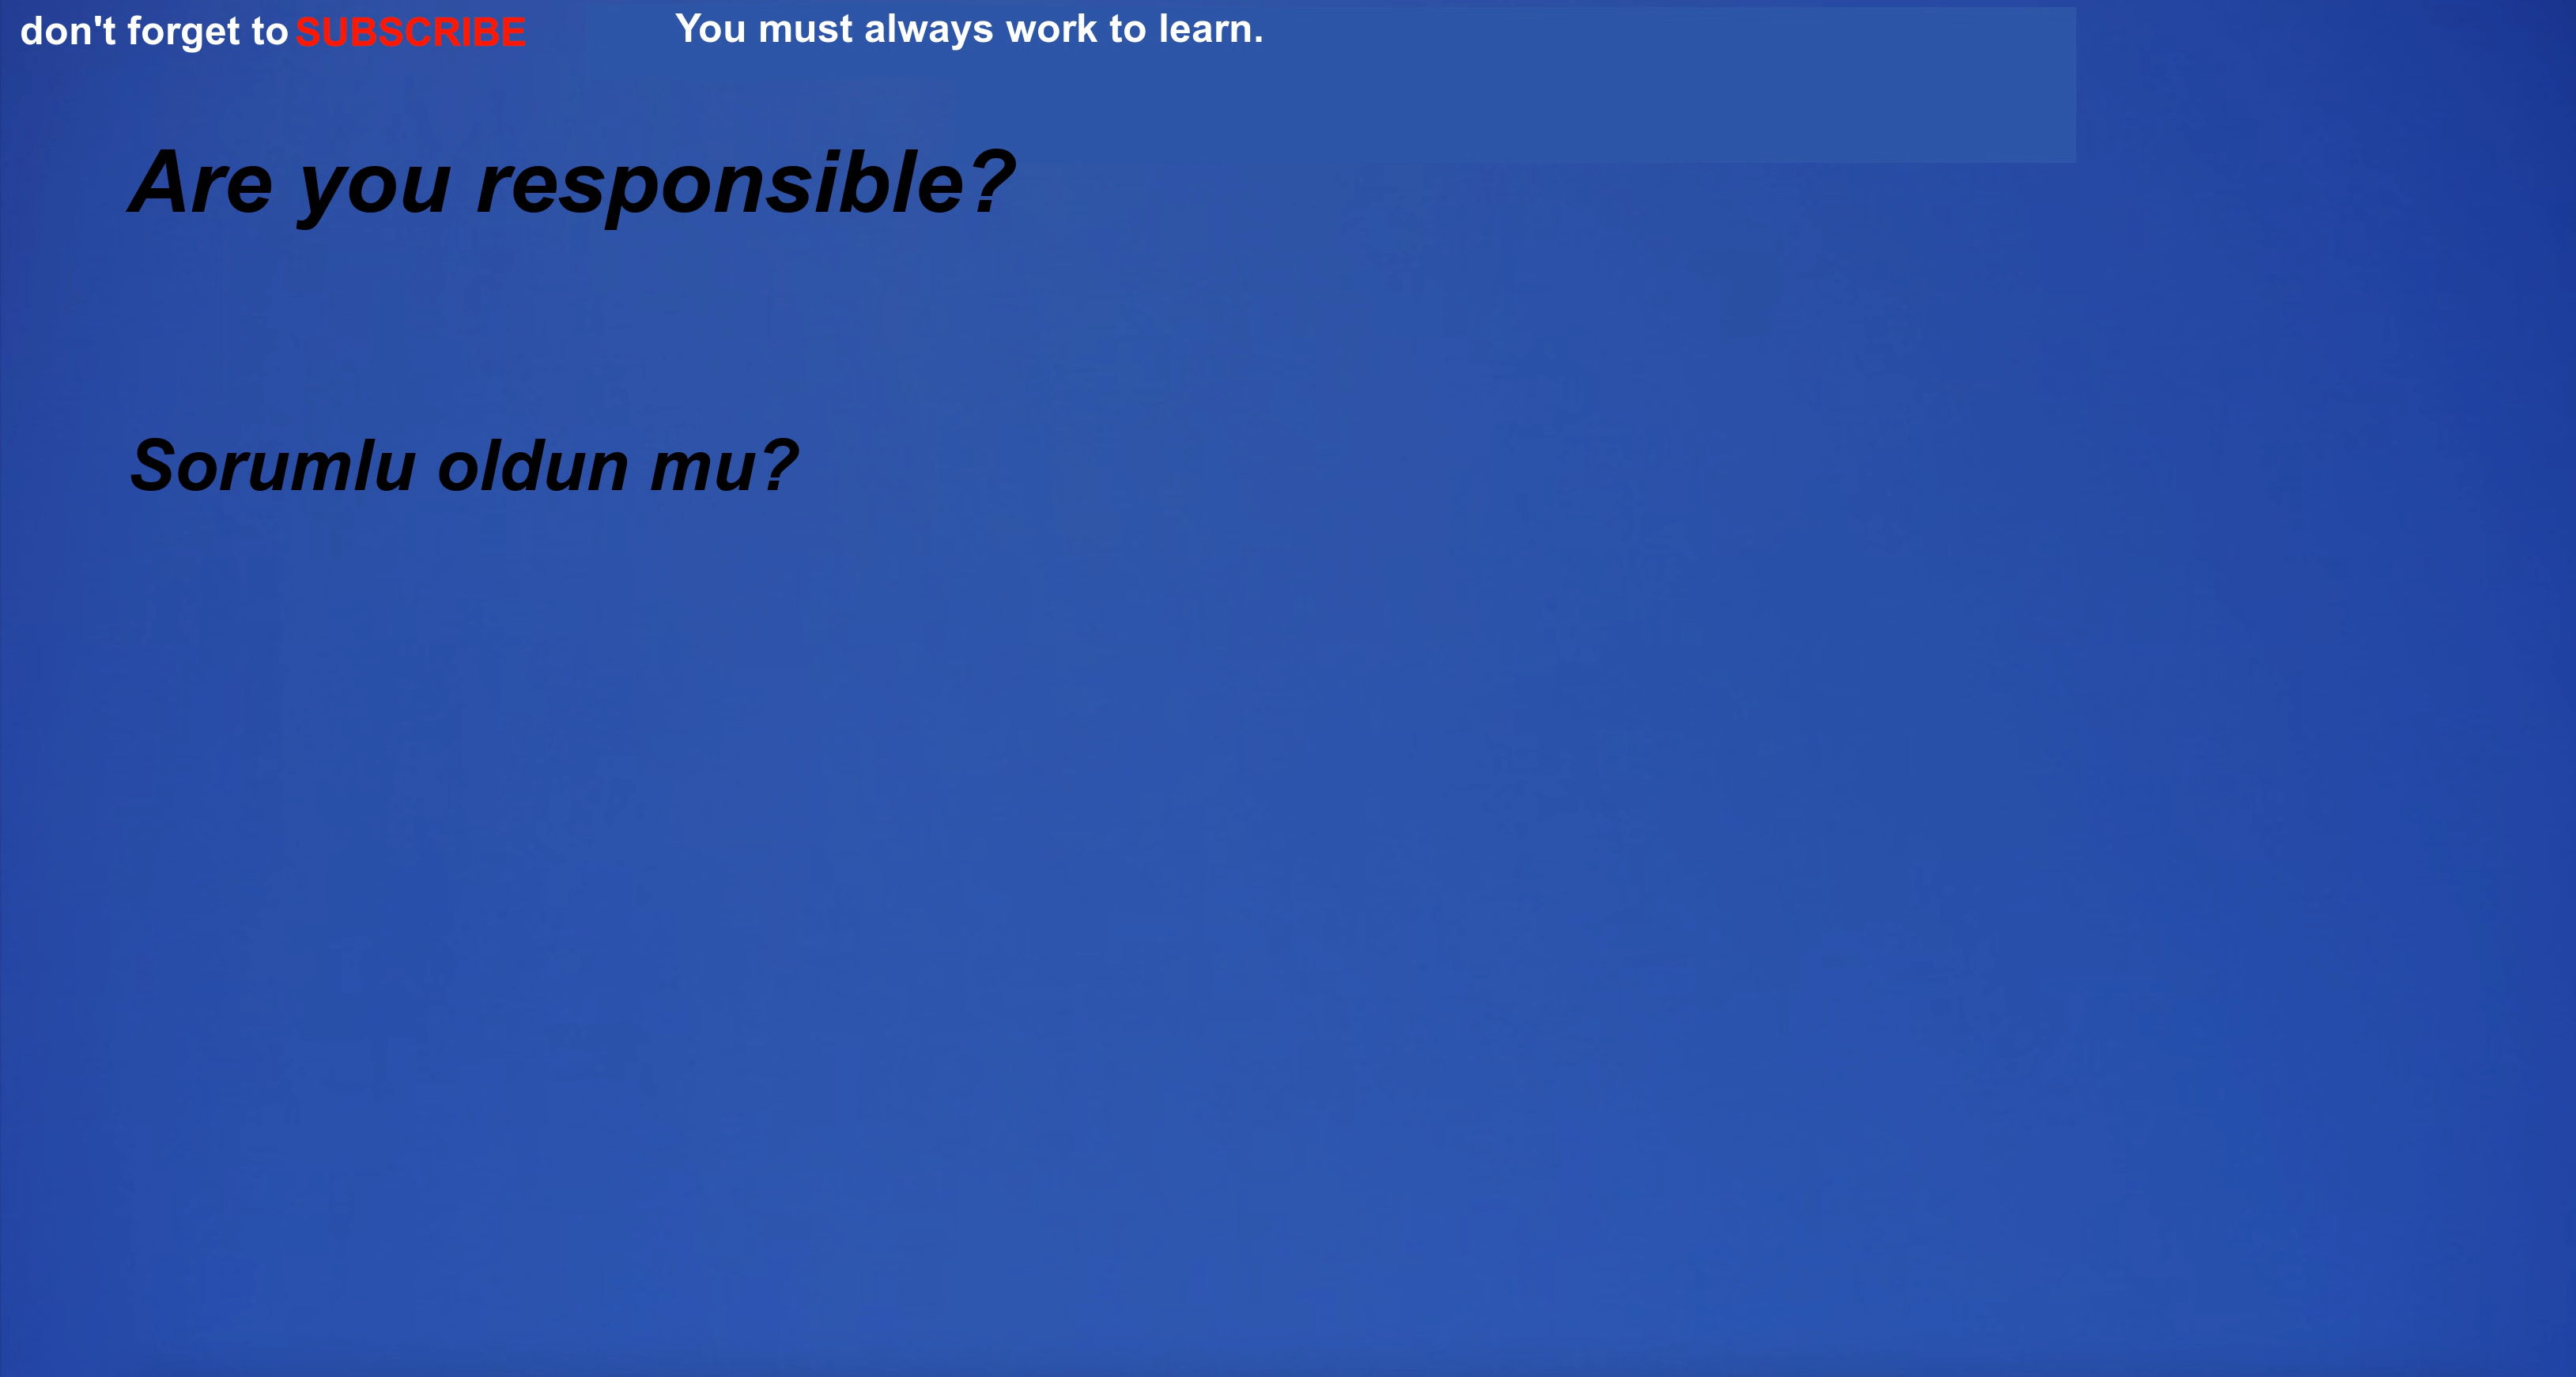 don't forget to SUBSCRIBE
You must always work to learn.
Are you responsible?
Sorumlu oldun mu?